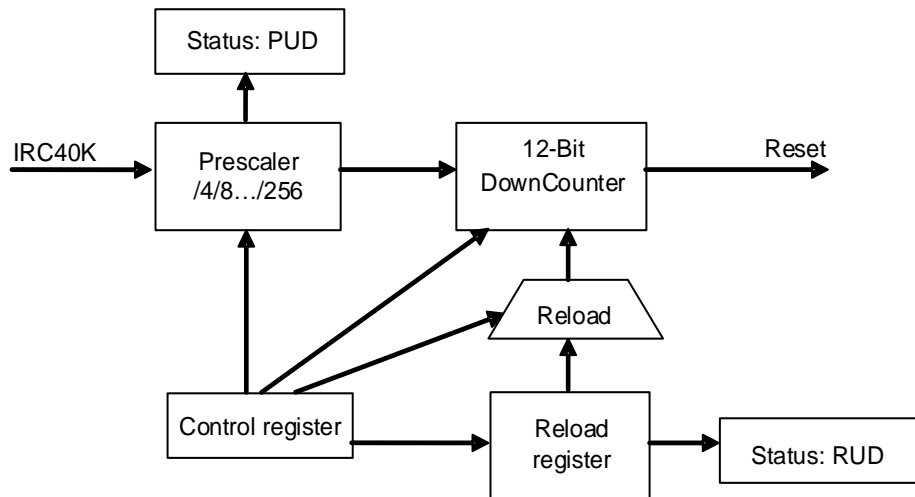 Status: PUD
IRC40K
Prescaler
/4/8.../256
12-Bit
DownCounter
Reset
Reload
Control register
Reload
register
Status: RUD